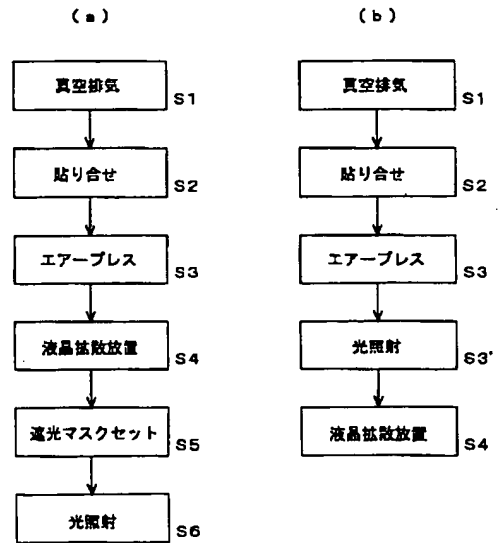 (a)
真空排気
S1
貼り合せ
S2
エアープレス
S3
液晶拡散放置
S4
遮光マスクセット
S5
光照射
S6
(b)
真空排気
S1
貼り合せ
S2
エアープレス
S3
光照射
S3'
液晶拡散放置
S4